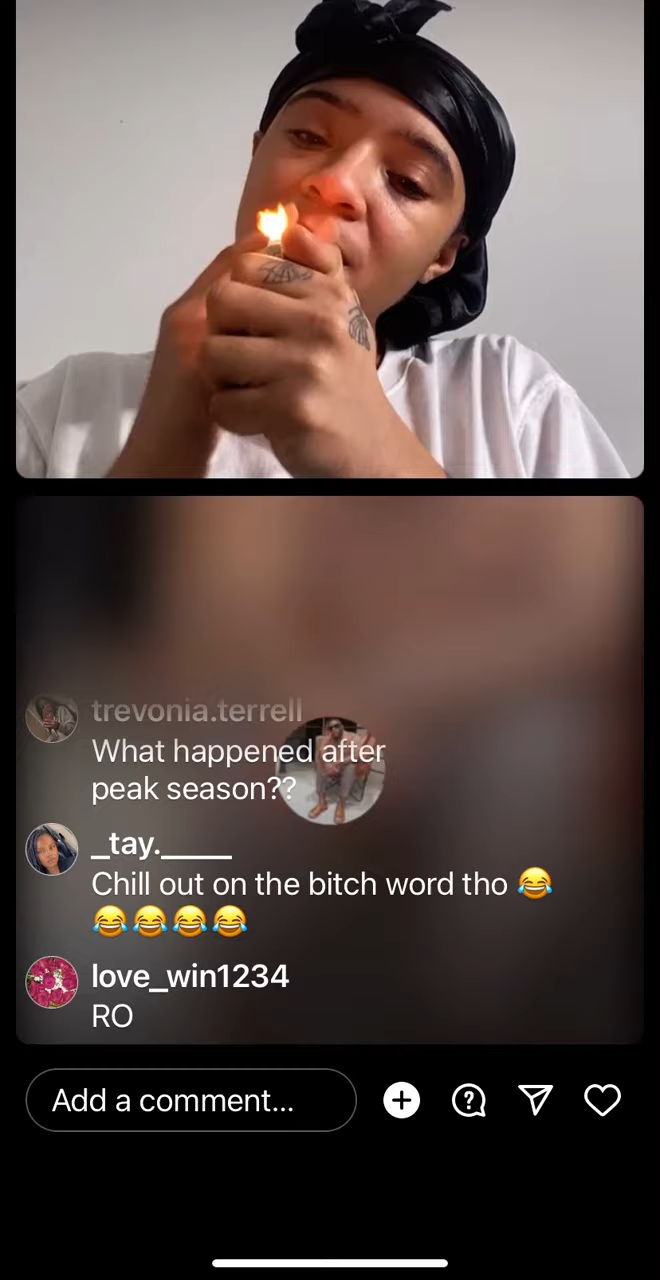 trevonia.terrell
What happened after
peak season??
_tay._____
Chill out on the bitch word tho 😂
😂😂😂😂
love_win1234
RO
Add a comment...